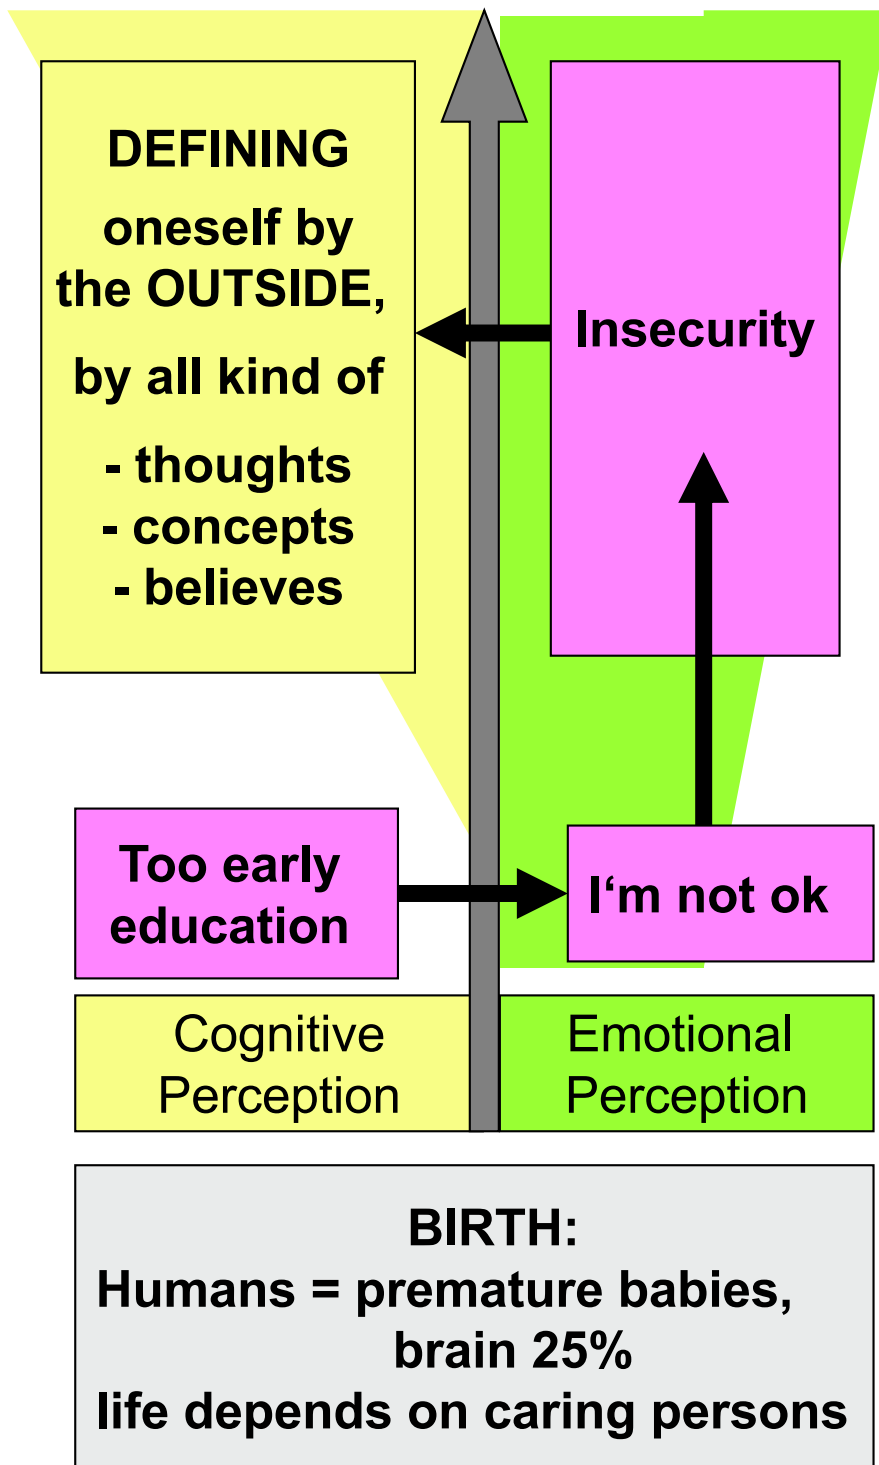 DEFINING
oneself by
the OUTSIDE,
by all kind of
- thoughts
- concepts
- believes
Insecurity
Too early
education
I‘m not ok
Cognitive
Perception
Emotional
Perception
BIRTH:
Humans = premature babies,
brain 25%
life depends on caring persons